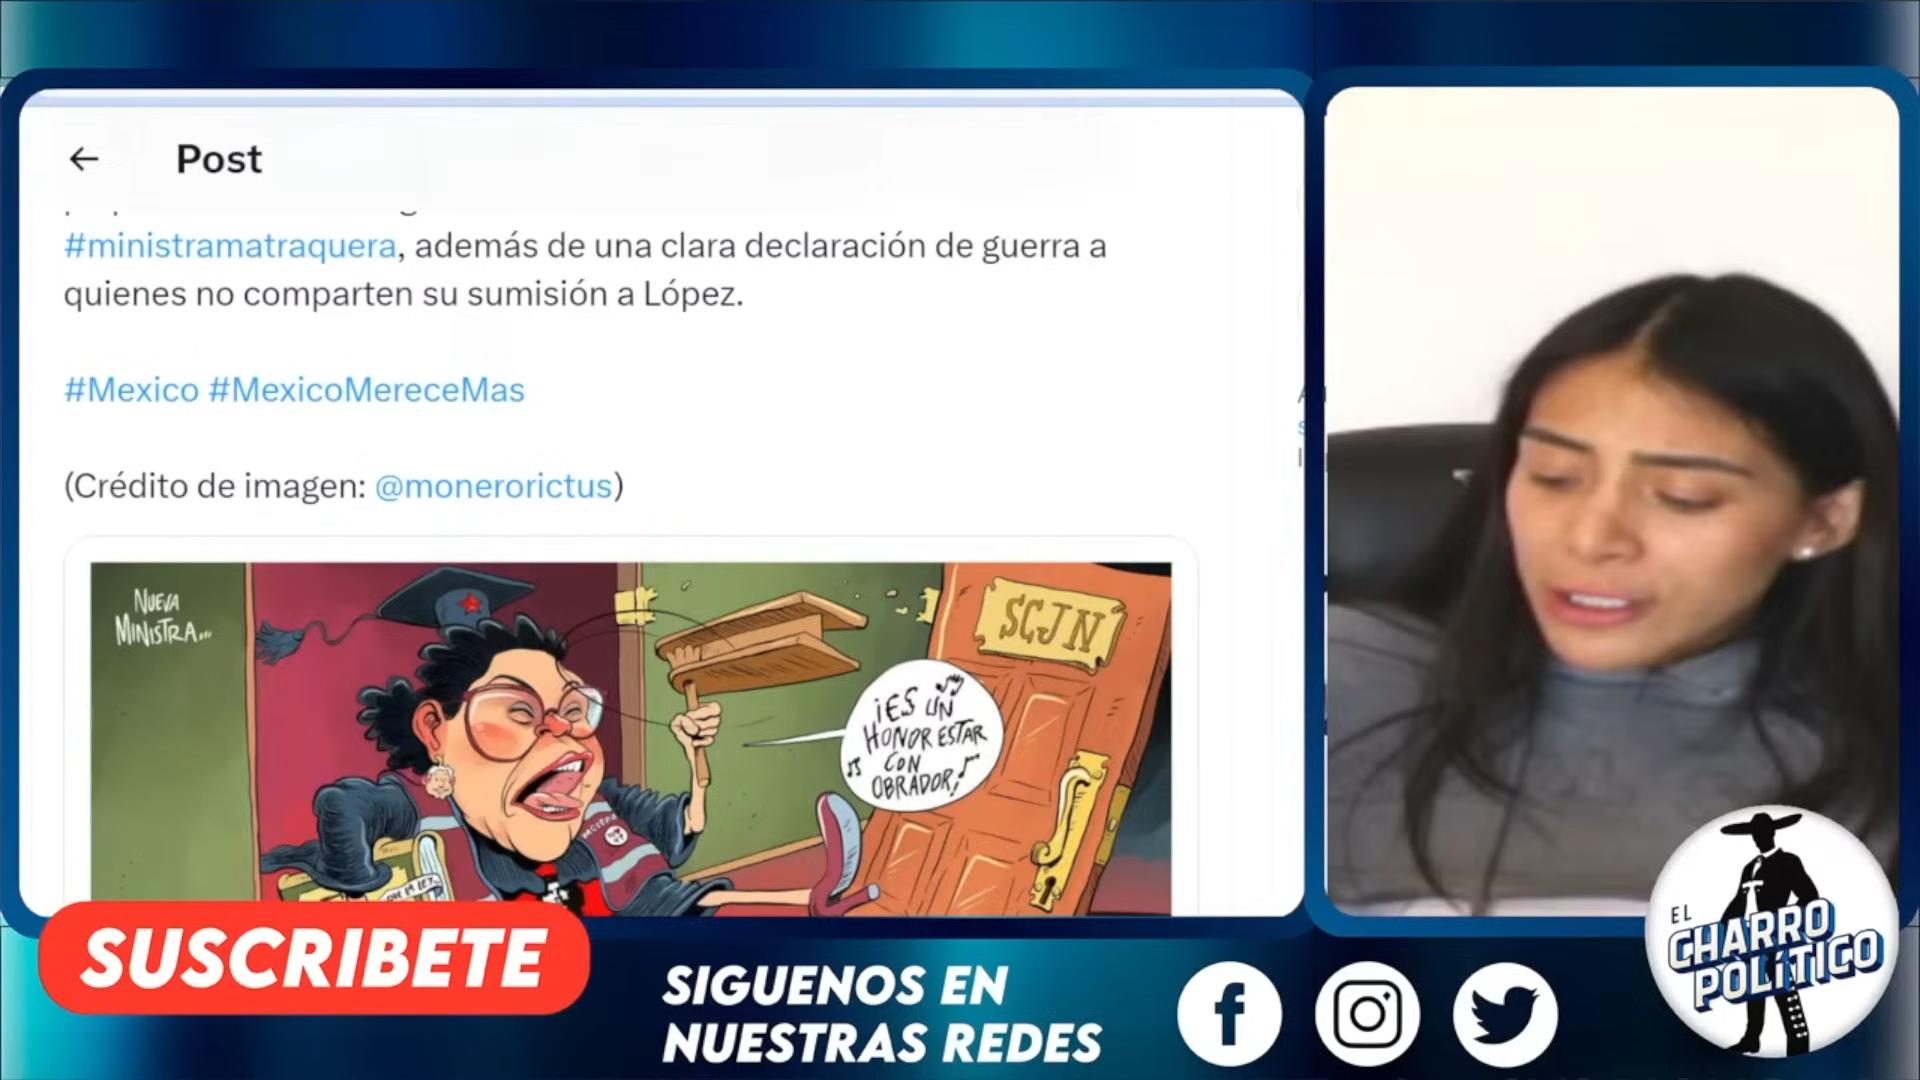 Post
#ministramatraquera, además de una clara declaración de guerra a
quienes no comparten su sumisión a López.
#Mexico #MexicoMereceMas
(Crédito de imagen: @monerorictus)
NUEVA
MINISTRA...
SCJN
¡ES UN
HONOR ESTAR
CON
OBRADOR!
morena
SUSCRIBETE
SIGUENOS EN
NUESTRAS REDES
EL
CHARRO
POLÍTICO